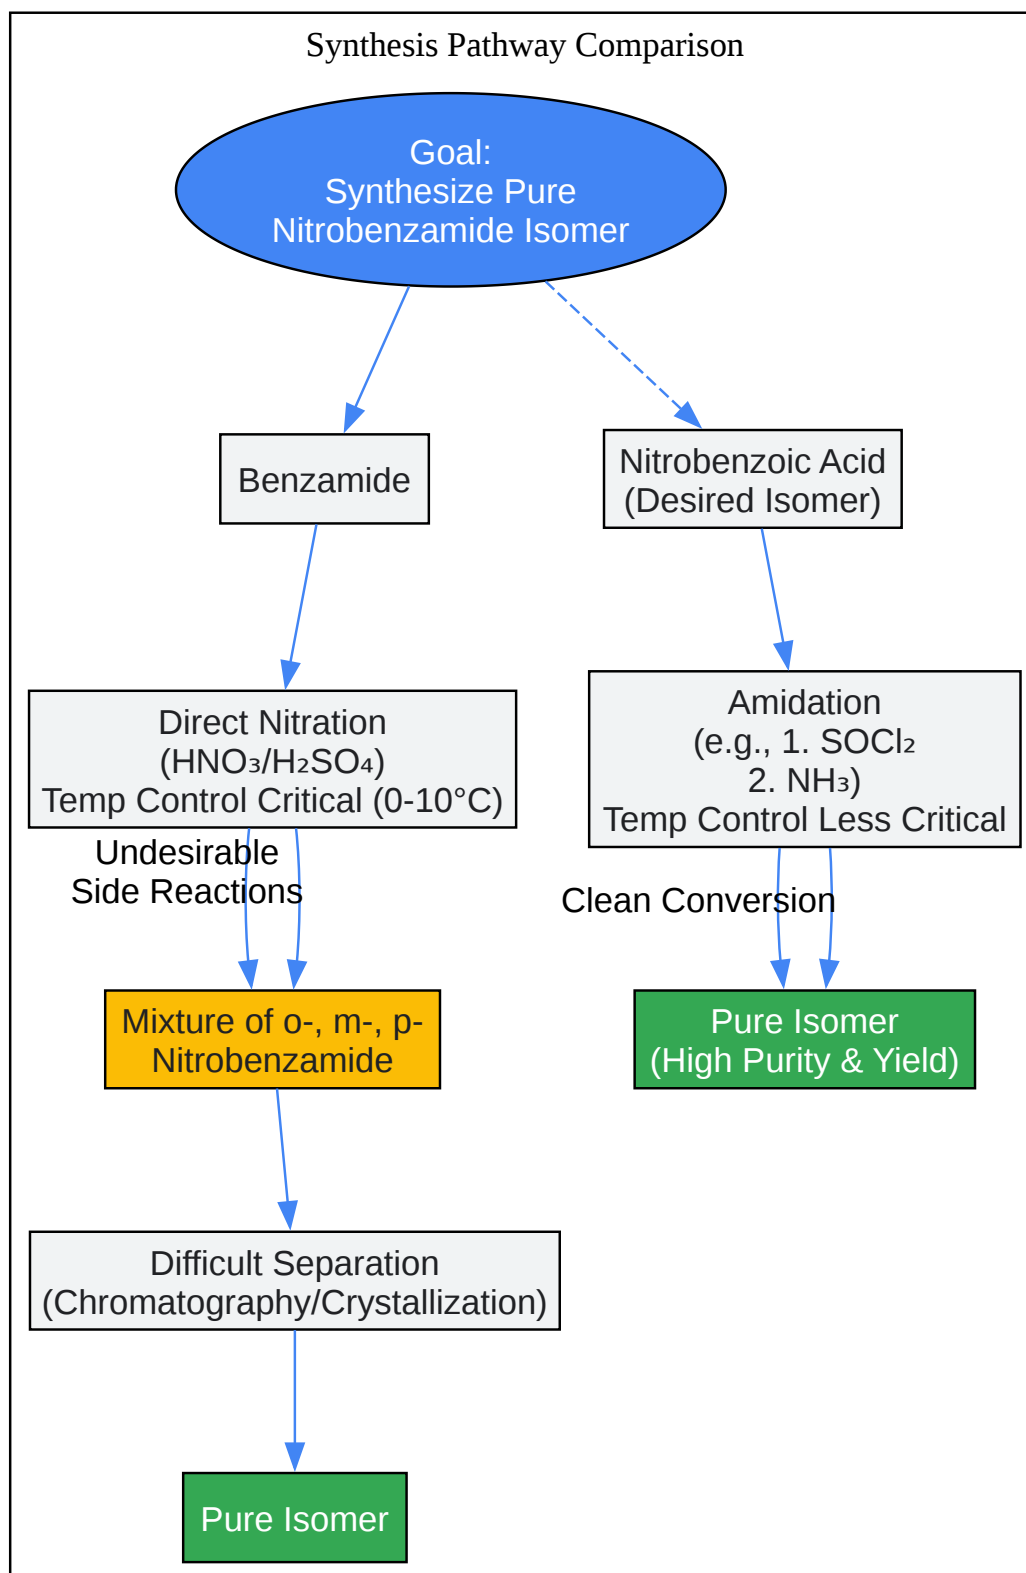 Synthesis Pathway Comparison
Goal:
Synthesize Pure
Nitrobenzamide Isomer
Benzamide
Direct Nitration
(HNO₃/H₂SO₄)
Temp Control Critical (0-10°C)
Undesirable
Side Reactions
Mixture of o-, m-, p-
Nitrobenzamide
Difficult Separation
(Chromatography/Crystallization)
Pure Isomer
Nitrobenzoic Acid
(Desired Isomer)
Amidation
(e.g., 1. SOCl₂
2. NH₃)
Temp Control Less Critical
Clean Conversion
Pure Isomer
(High Purity & Yield)